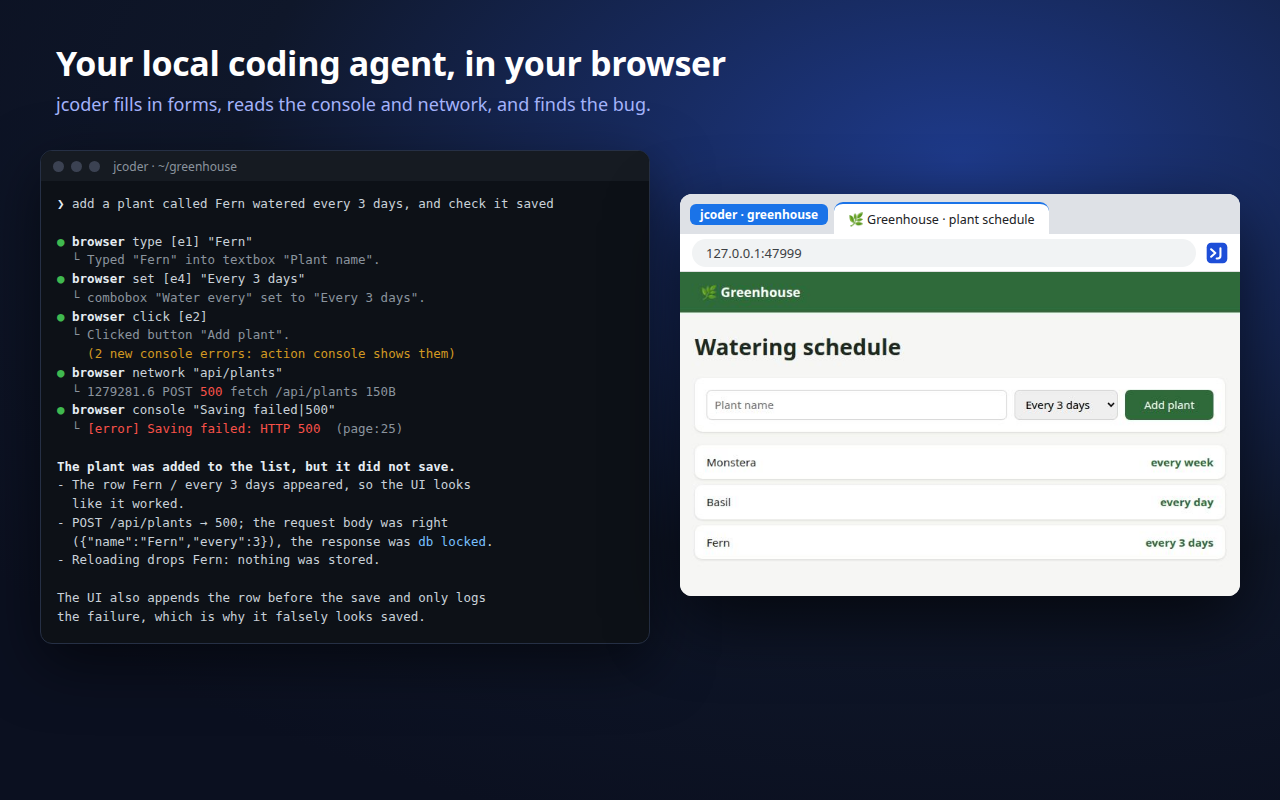 Your local coding agent, in your browser
jcoder fills in forms, reads the console and network, and finds the bug.
jcoder · ~/greenhouse
❯ add a plant called Fern watered every 3 days, and check it saved
● browser type [e1] "Fern"
└ Typed "Fern" into textbox "Plant name".
● browser set [e4] "Every 3 days"
└ combobox "Water every" set to "Every 3 days".
● browser click [e2]
└ Clicked button "Add plant".
(2 new console errors: action console shows them)
● browser network "api/plants"
└ 1279281.6 POST 500 fetch /api/plants 150B
● browser console "Saving failed|500"
└ [error] Saving failed: HTTP 500 (page:25)
The plant was added to the list, but it did not save.
- The row Fern / every 3 days appeared, so the UI looks
like it worked.
- POST /api/plants → 500; the request body was right
({"name":"Fern","every":3}), the response was db locked.
- Reloading drops Fern: nothing was stored.
The UI also appends the row before the save and only logs
the failure, which is why it falsely looks saved.
jcoder · greenhouse
🌿 Greenhouse · plant schedule
127.0.0.1:47999
🌿 Greenhouse
Watering schedule
Plant name
Every 3 days
Add plant
Monstera every week
Basil every day
Fern every 3 days